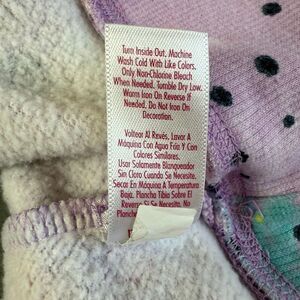 Turn Inside Out. Machine
Wash Cold With Like Colors.
Only Non-Chlorine Bleach
When Needed. Tumble Dry Low.
Warm Iron On Reverse If
Needed. Do Not Iron On
Decoration.
Voltear Al Revés. Lavar A
Máquina Con Agua Fría Y Con
Colores Similares.
Usar Solamente Blanqueador
Sin Cloro Cuando Se Necesite.
Secar En Máquina A Temperatura
Baja. Plancha Tibia Sobre El
Reverso Si Se Necesita. No
Planche